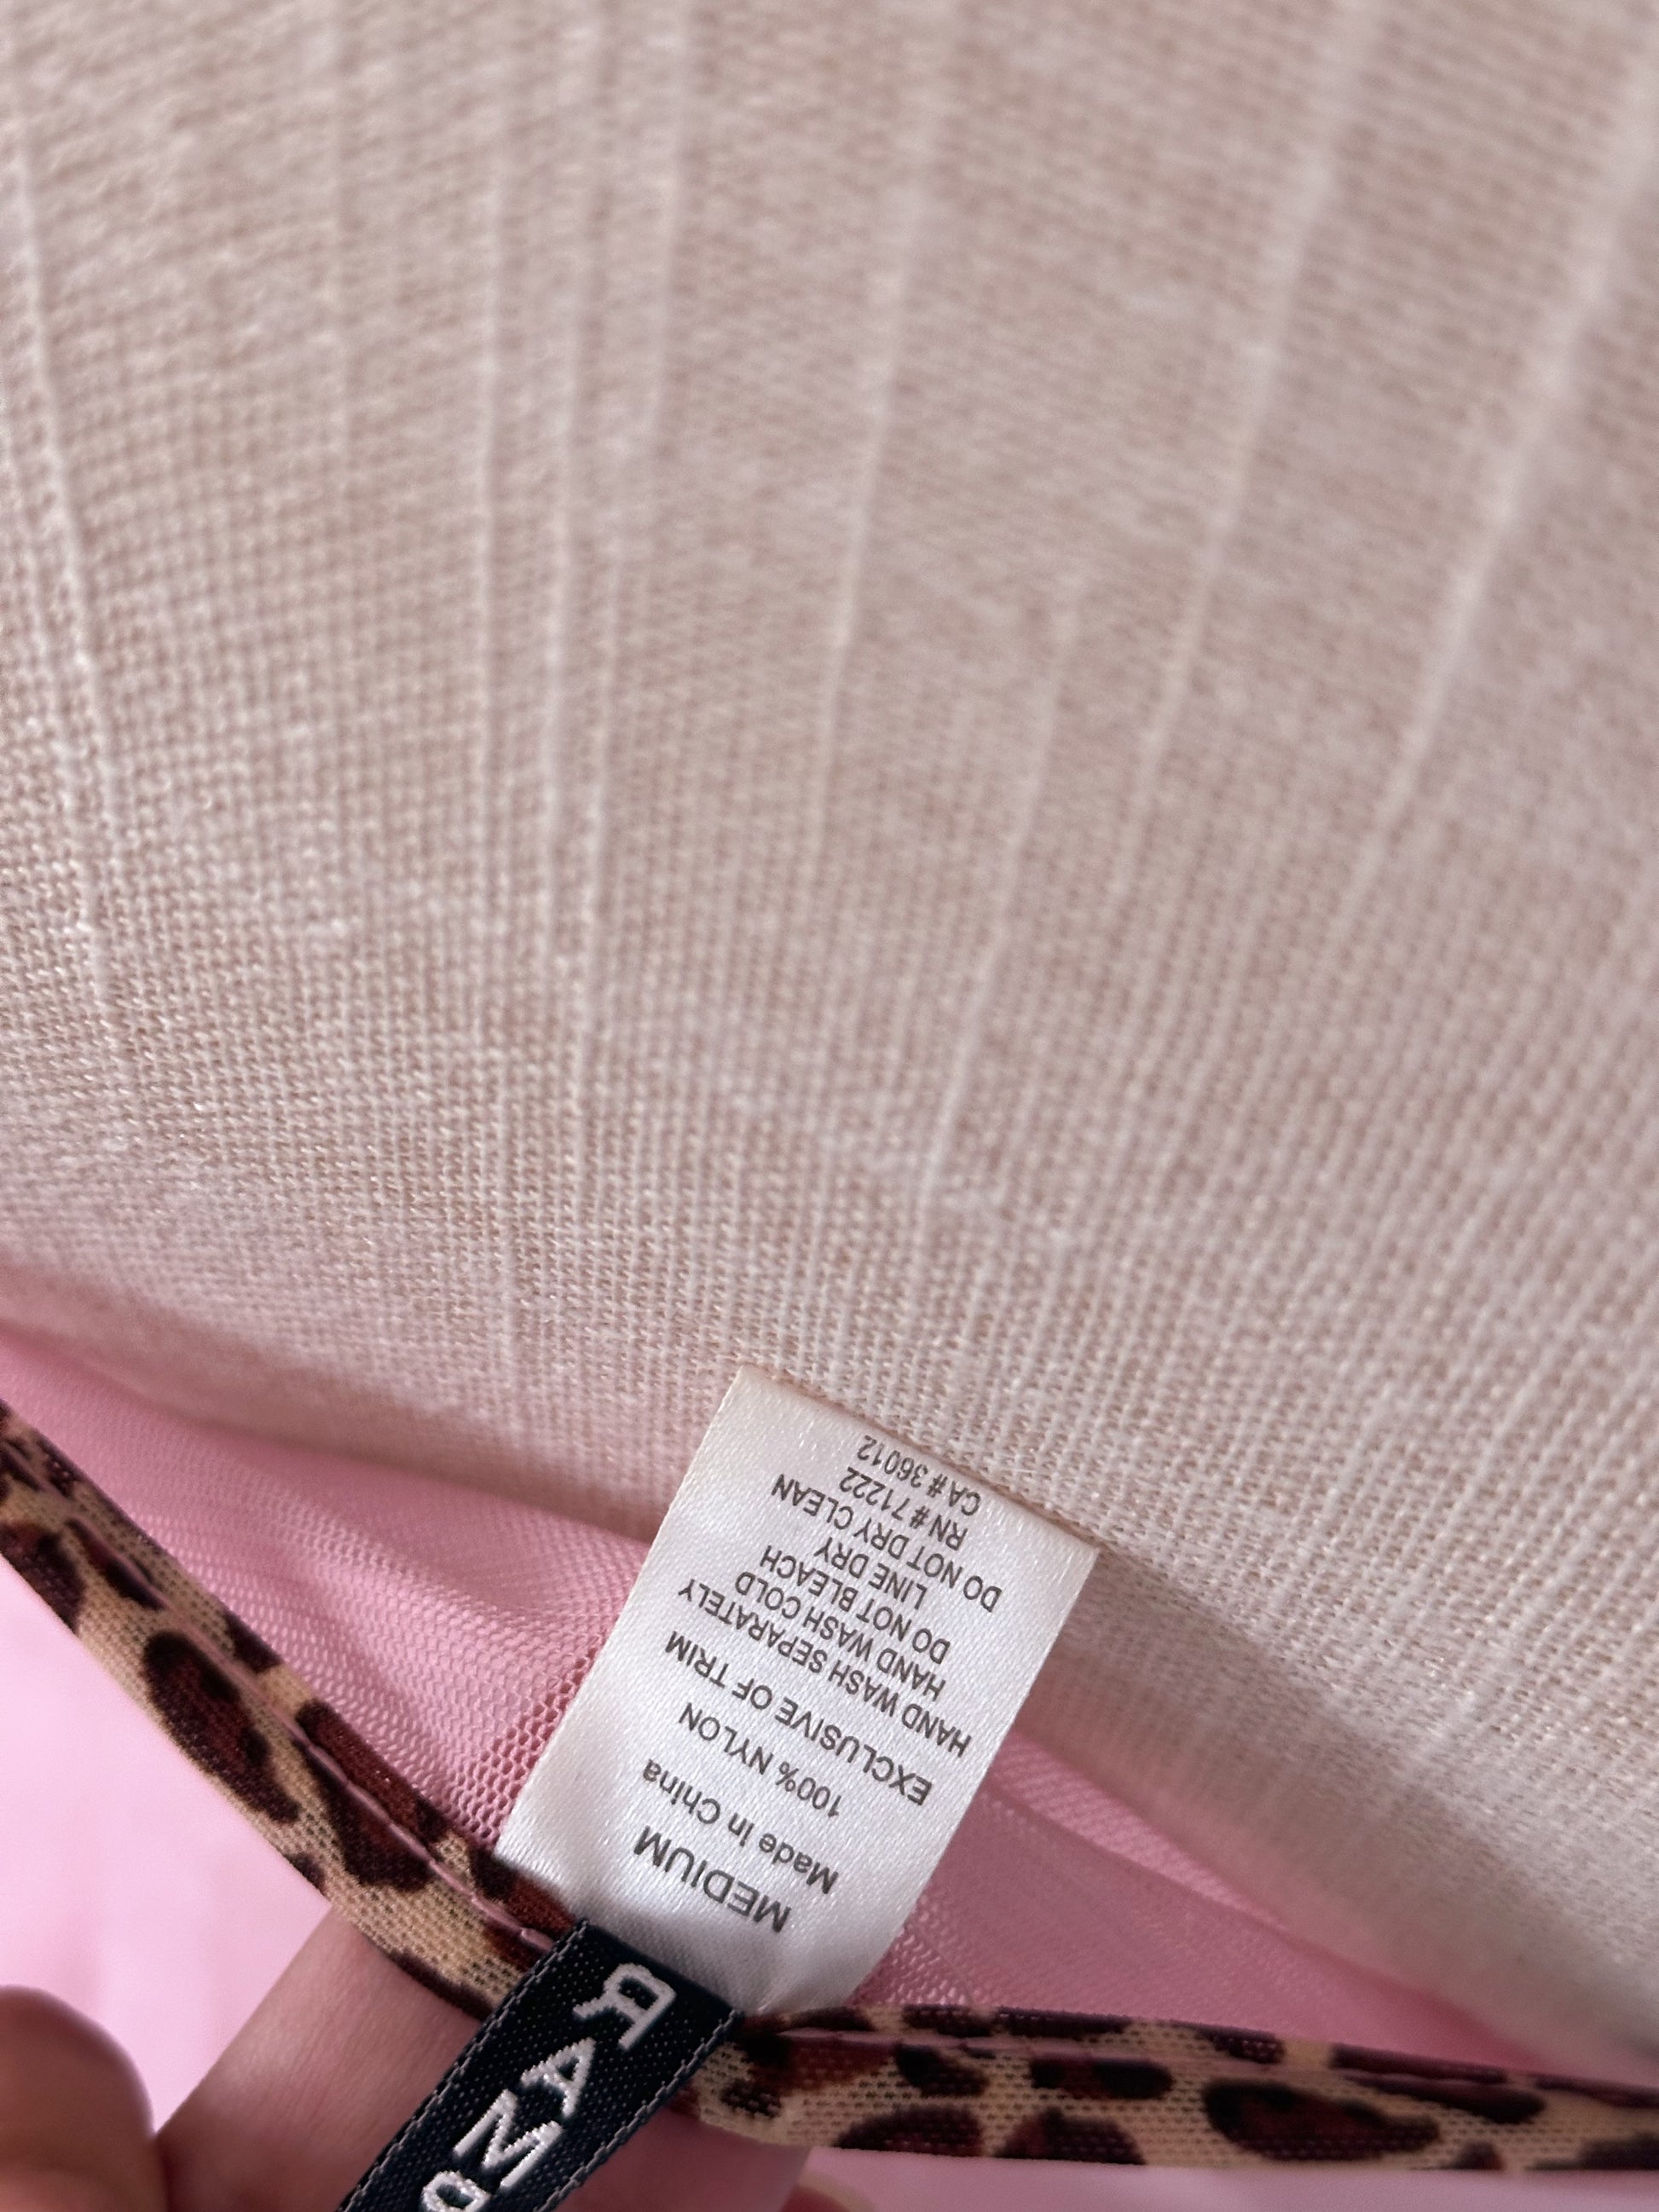 MEDIUM
Made in China
100% NYLON
EXCLUSIVE OF TRIM
HAND WASH SEPARATELY
HAND WASH COLD
DO NOT BLEACH
LINE DRY
DO NOT DRY CLEAN
RN # 71222
CA# 36012